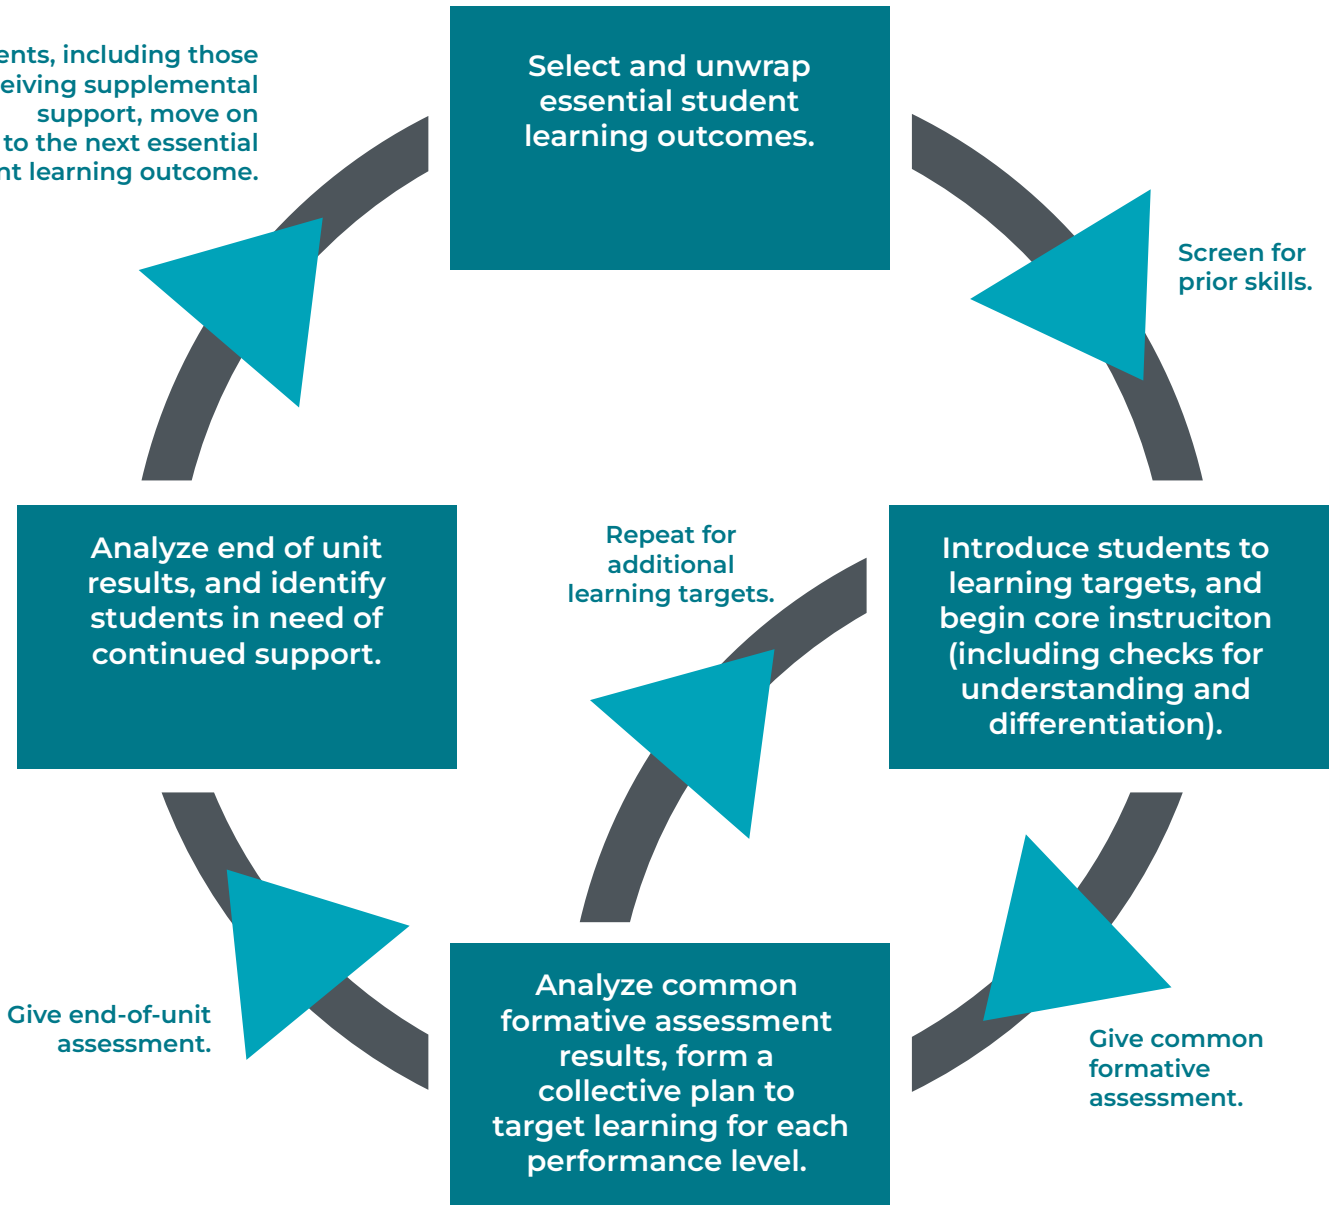 including those
supplemental
support, move on
to the next essential
learning outcome.
Select and unwrap
essential student
learning outcomes.
Screen for
prior skills.
Analyze end of unit
results, and identify
students in need of
continued support.
Repeat for
additional
learning targets.
Introduce students to
learning targets, and
begin core instruciton
(including checks for
understanding and
differentiation).
Give end-of-unit
assessment.
Analyze common
formative assessment
results, form a
collective plan to
target learning for each
performance level.
Give common
formative
assessment.